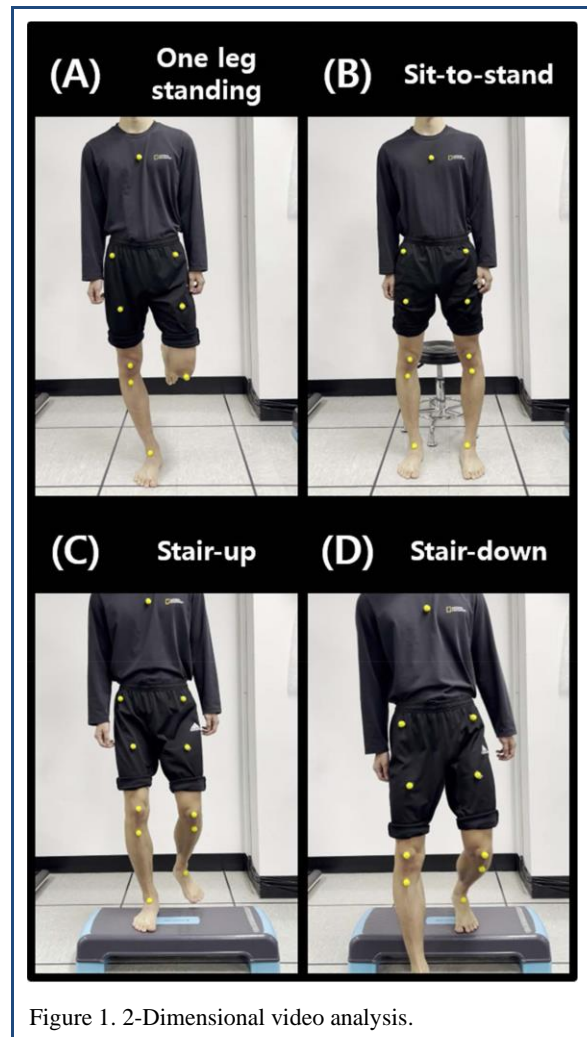 (A) One leg
standing
(B) Sit-to-stand
(C) Stair-up
(D) Stair-down
Figure 1. 2-Dimensional video analysis.